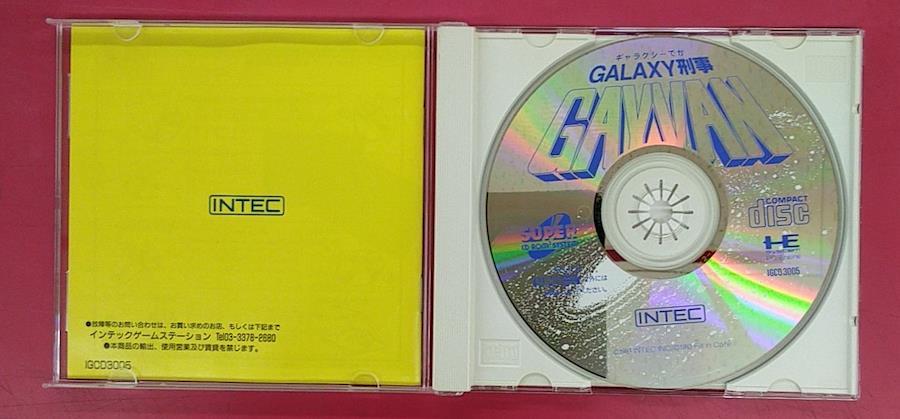 INTEC
●故障等のお問い合わせは、お買い求めのお店、もしくは下記まで
インテックゲームステーション Tel03-3378-2680
●本商品の輸出、使用営業及び賃貸を禁じます。
IGCD3005
ギャラクシーでか
GALAXY刑事
GAYVAN
COMPACT
disc
SUPER
CD-ROM² SYSTEM
HE
IGCD3005
ください。
INTEC